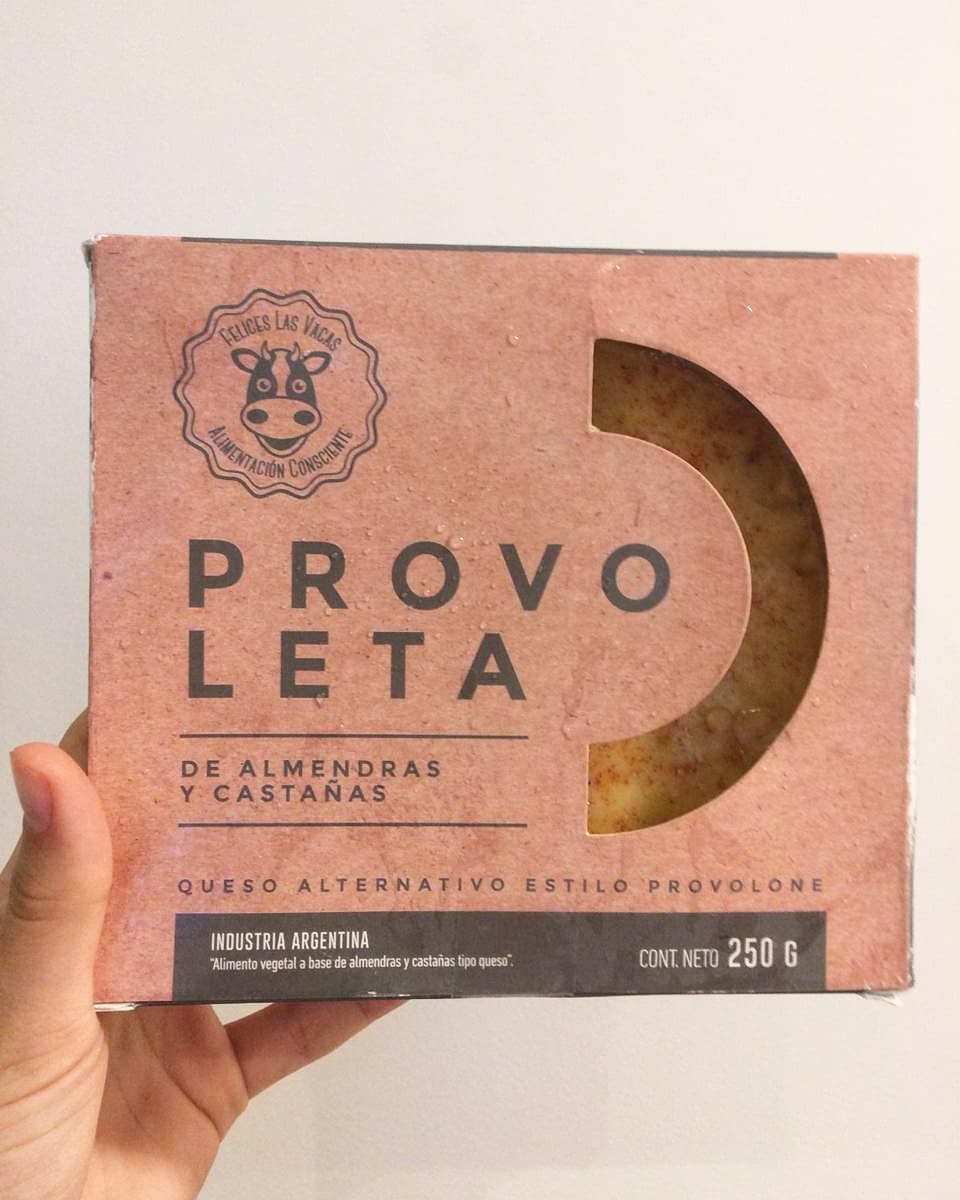 FELICES LAS VACAS
ALIMENTACIÓN CONSCIENTE
PROVO
LETA
DE ALMENDRAS
Y CASTAÑAS
QUESO ALTERNATIVO ESTILO PROVOLONE
INDUSTRIA ARGENTINA
"Alimento vegetal a base de almendras y castañas tipo queso".
CONT. NETO 250 G